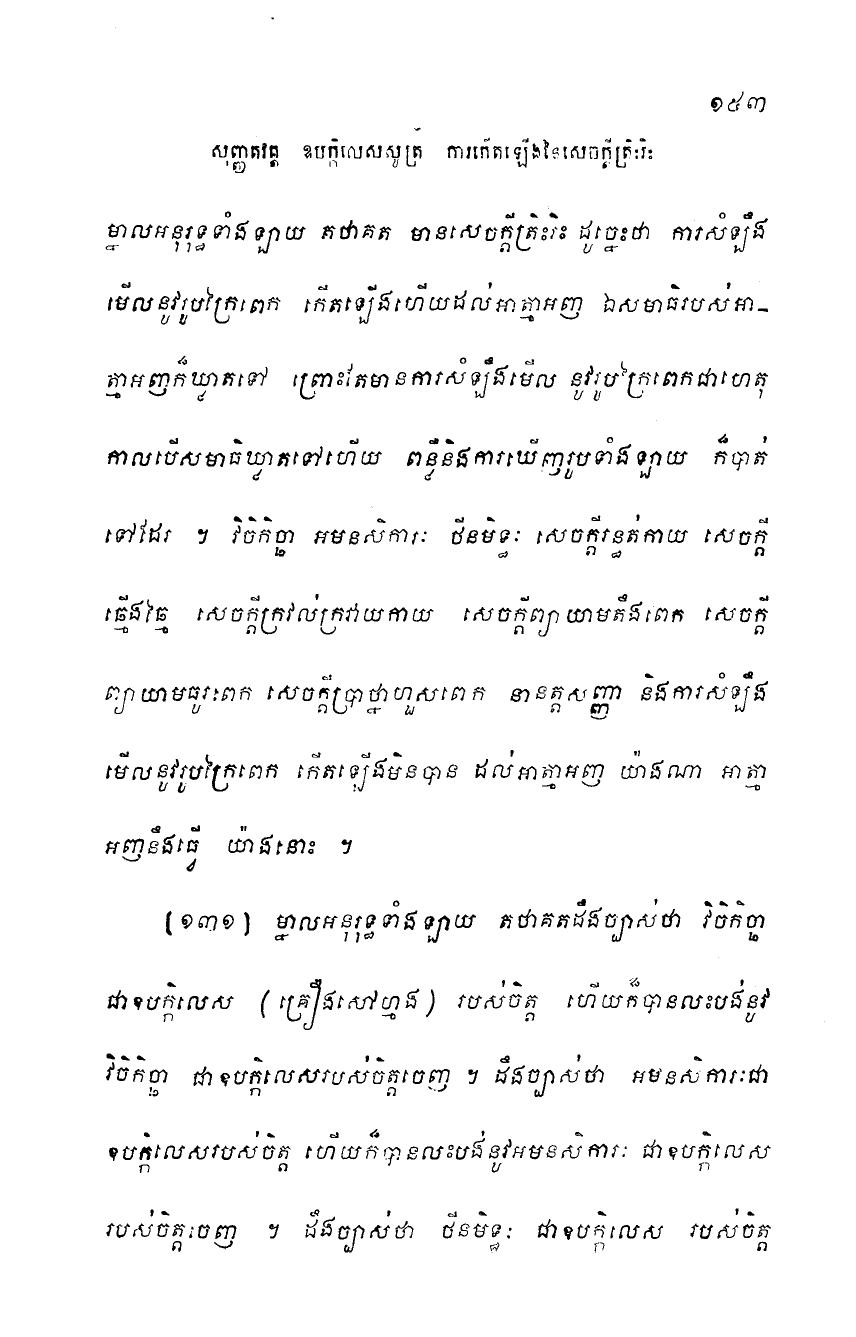 ១៥៣
សុញ្ញតវគ្គ ឧបក្កិលេសសូត្រ ការកើតឡើងនៃសេចក្តីត្រិះរិះ
ម្នាលអនុរុទ្ធទាំងឡាយ តថាគត មានសេចក្តីត្រិះរិះ ដូច្នេះថា ការសំឡឹង
មើលនូវរូបក្រៃពេក កើតឡើងហើយដល់អាត្មាអញ ឯសមាធិរបស់អា-
ត្មាអញក៏ឃ្លាតទៅ ព្រោះតែមានការសំឡឹងមើល នូវរូបក្រៃពេកជាហេតុ
កាលបើសមាធិឃ្លាតទៅហើយ ពន្លឺនិងការឃើញរូបទាំងឡាយ ក៏បាត់
ទៅដែរ ។ វិចិកិច្ឆា អមនសិការៈ ថីនមិទ្ធៈ សេចក្តីរន្ធត់កាយ សេចក្តី
ធ្មើងធ្មៃ សេចក្តីក្រវល់ក្រវាយកាយ សេចក្តីព្យាយាមតឹងពេក សេចក្តី
ព្យាយាមធូរពេក សេចក្តីប្រាថ្នាហួសពេក នានត្តសញ្ញា និងការសំឡឹង
មើលនូវរូបក្រៃពេក កើតឡើងមិនបាន ដល់អាត្មាអញ យ៉ាងណា អាត្មា
អញនឹងធ្វើ យ៉ាងនោះ ។
(១៣១) ម្នាលអនុរុទ្ធទាំងឡាយ តថាគតដឹងច្បាស់ថា វិចិកិច្ឆា
ជាឧបក្កិលេស (គ្រឿងសៅហ្មង) របស់ចិត្ត ហើយក៏បានលះបង់នូវ
វិចិកិច្ឆា ជាឧបក្កិលេសរបស់ចិត្តចេញ ។ ដឹងច្បាស់ថា អមនសិការៈជា
ឧបក្កិលេសរបស់ចិត្ត ហើយក៏បានលះបង់នូវអមនសិការៈ ជាឧបក្កិលេស
របស់ចិត្តចេញ ។ ដឹងច្បាស់ថា ថីនមិទ្ធៈ ជាឧបក្កិលេស របស់ចិត្ត